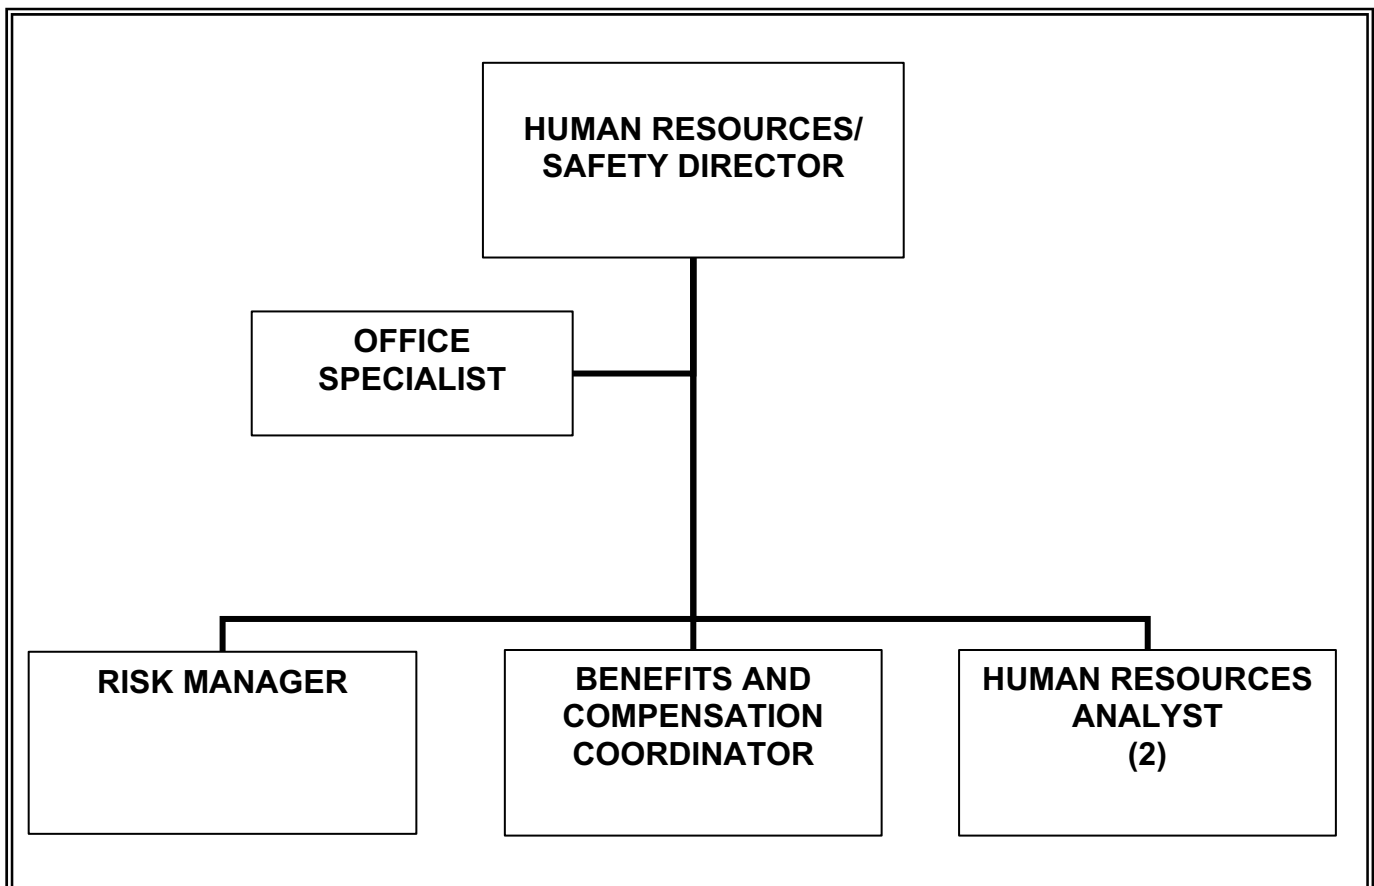 HUMAN RESOURCES/
SAFETY DIRECTOR
OFFICE
SPECIALIST
RISK MANAGER
BENEFITS AND
COMPENSATION
COORDINATOR
HUMAN RESOURCES
ANALYST
(2)